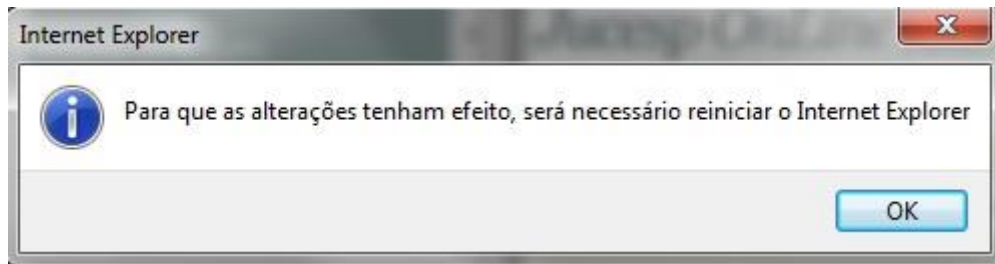 Internet Explorer
Para que as alterações tenham efeito, será necessário reiniciar o Internet Explorer
OK